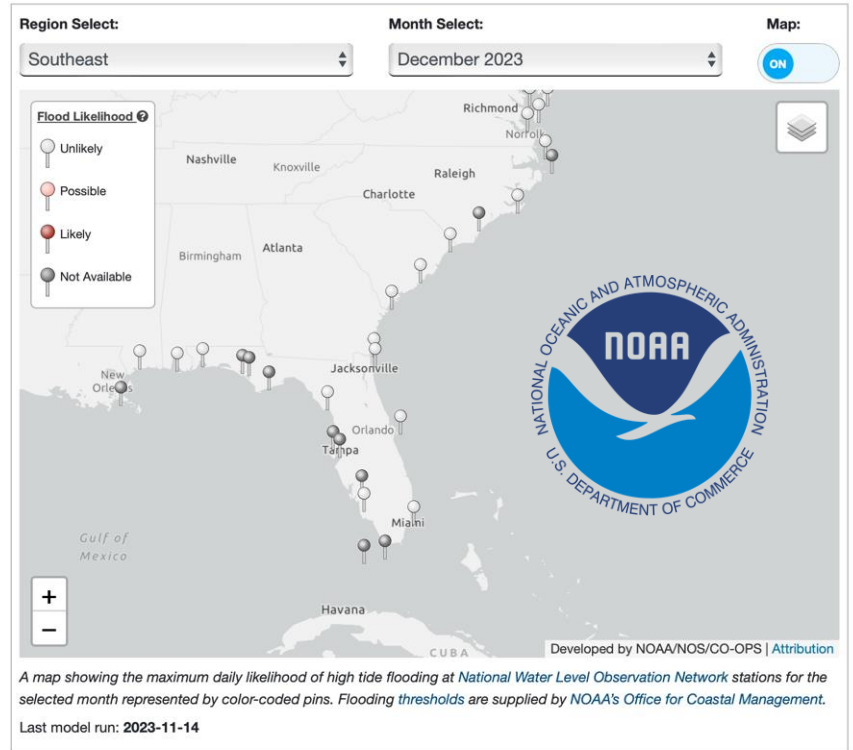 Region Select:
Month Select:
Map:
Southeast
December 2023
ON
Flood Likelihood ?
Unlikely
Possible
Likely
Not Available
Richmond
Norfolk
Nashville
Knoxville
Raleigh
Charlotte
Birmingham
Atlanta
NATIONAL OCEANIC AND ATMOSPHERIC ADMINISTRATION
NOAA
U.S. DEPARTMENT OF COMMERCE
Jacksonville
New
Orleans
Orlando
Tampa
Miami
Gulf of
Mexico
+
−
Havana
CUBA
Developed by NOAA/NOS/CO-OPS | Attribution
A map showing the maximum daily likelihood of high tide flooding at National Water Level Observation Network stations for the
selected month represented by color-coded pins. Flooding thresholds are supplied by NOAA's Office for Coastal Management.
Last model run: 2023-11-14